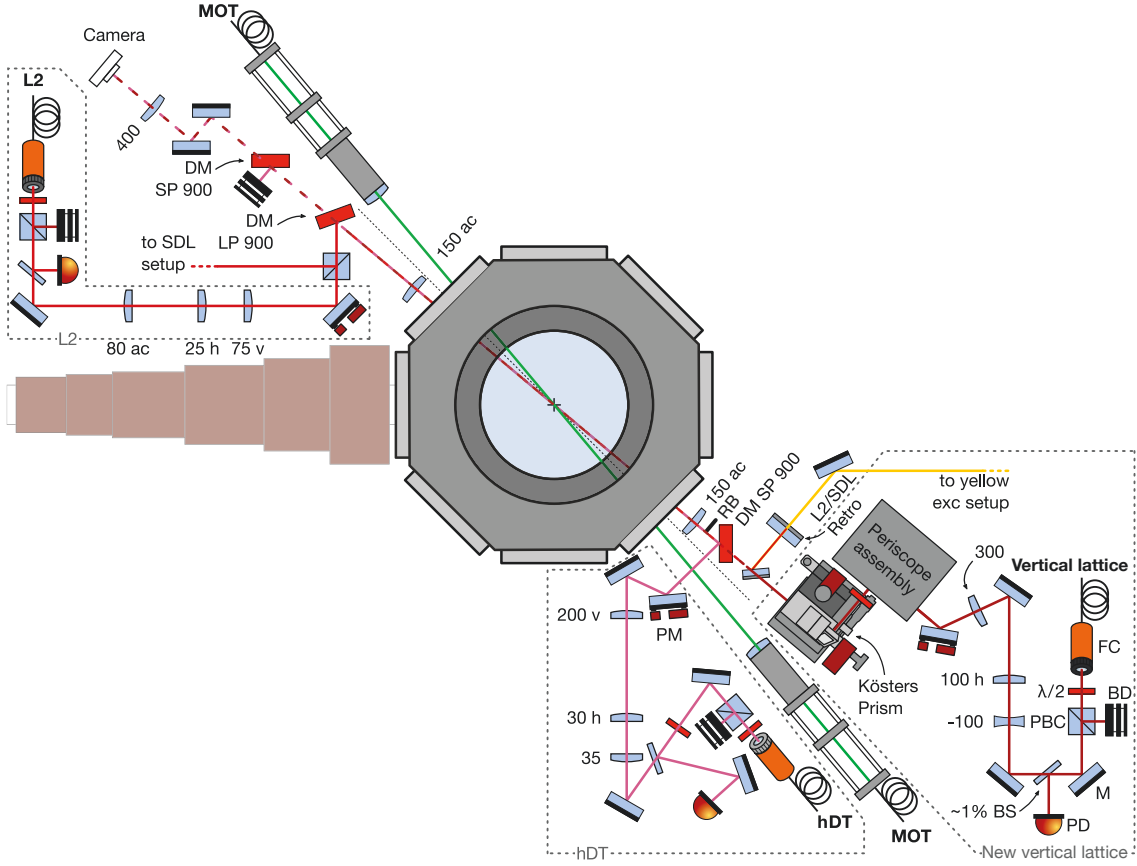 MOT
Camera
L2
400
DM
SP 900
DM
LP 900
150 ac
to SDL
setup
L2
80 ac
25 h
75 v
150 ac
RB
DM SP 900
L2/SDL
Retro
to yellow
exc setup
Periscope
assembly
300
Vertical lattice
200 v
PM
FC
Kösters
Prism
100 h
λ/2
BD
30 h
-100
PBC
35
M
~1% BS
PD
hDT
MOT
hDT
New vertical lattice